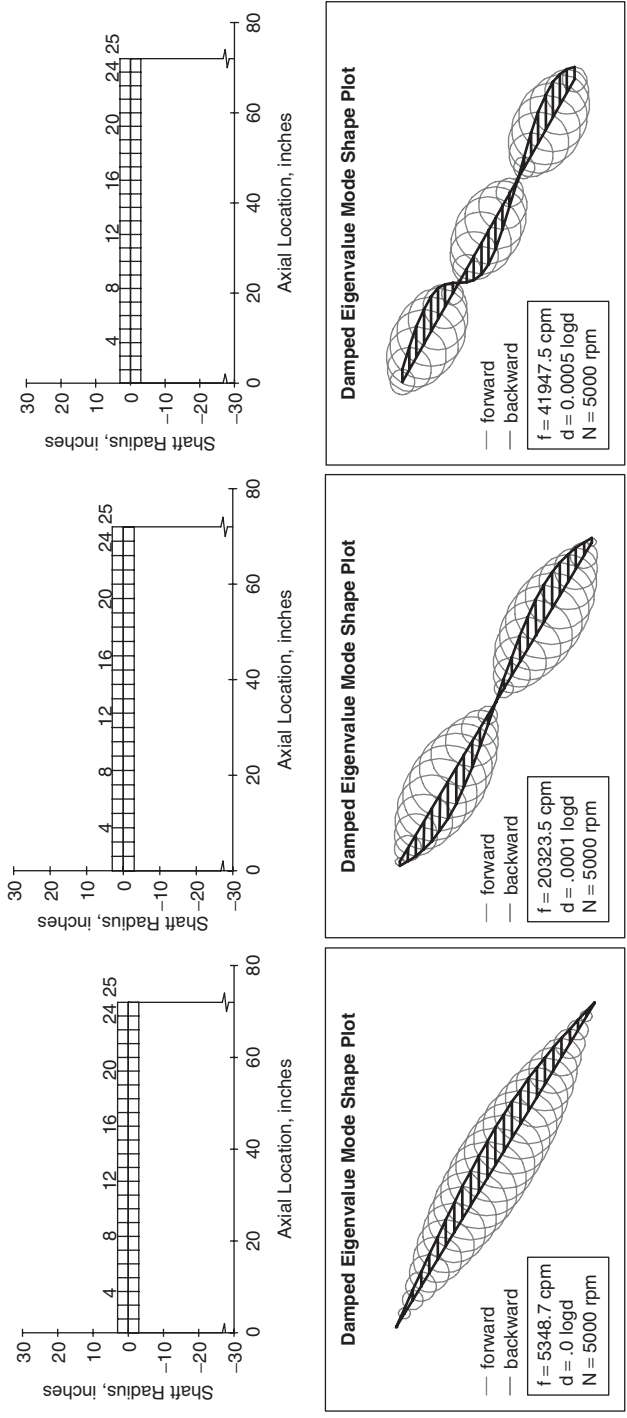 30
20
10
0
–10
–20
–30
Shaft Radius, inches
4 8 12 16 20 24 25
0 20 40 60 80
Axial Location, inches
Damped Eigenvalue Mode Shape Plot
forward
backward
f = 5348.7 cpm
d = .0 logd
N = 5000 rpm
30
20
10
0
–10
–20
–30
Shaft Radius, inches
4 8 12 16 20 24 25
0 20 40 60 80
Axial Location, inches
Damped Eigenvalue Mode Shape Plot
forward
backward
f = 20323.5 cpm
d = .0001 logd
N = 5000 rpm
30
20
10
0
–10
–20
–30
Shaft Radius, inches
4 8 12 16 20 24 25
0 20 40 60 80
Axial Location, inches
Damped Eigenvalue Mode Shape Plot
forward
backward
f = 41947.5 cpm
d = 0.0005 logd
N = 5000 rpm